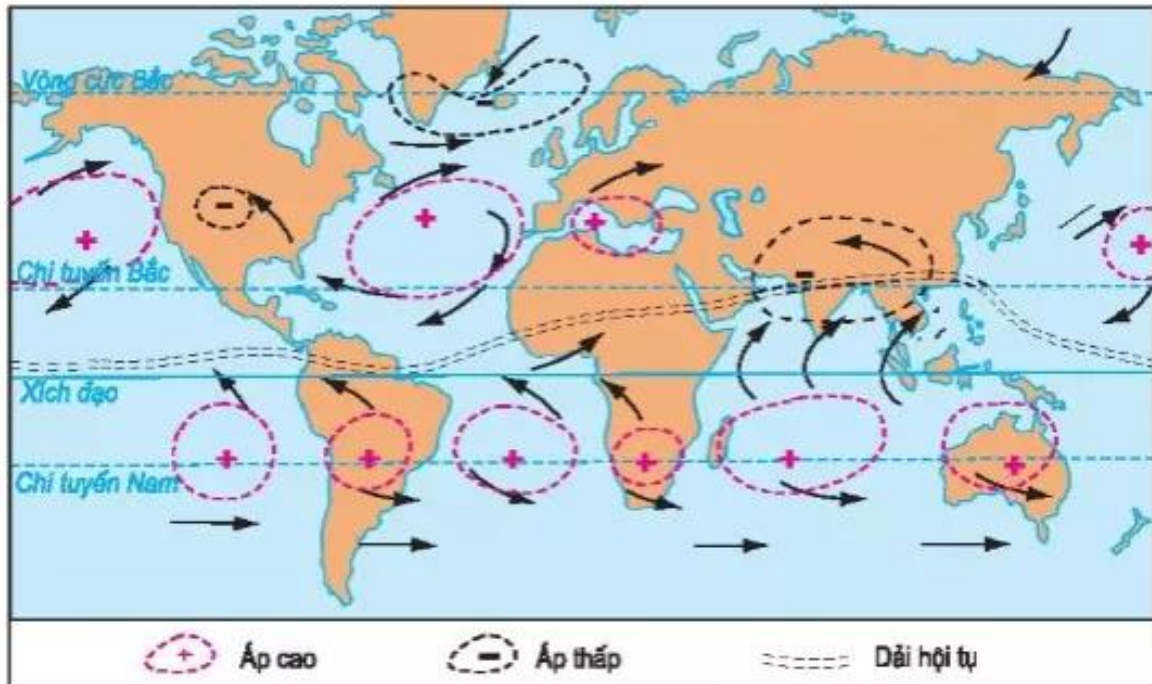 Vòng cực Bắc
Chí tuyến Bắc
Xích đạo
Chí tuyến Nam
Áp cao
Áp thấp
Dải hội tụ